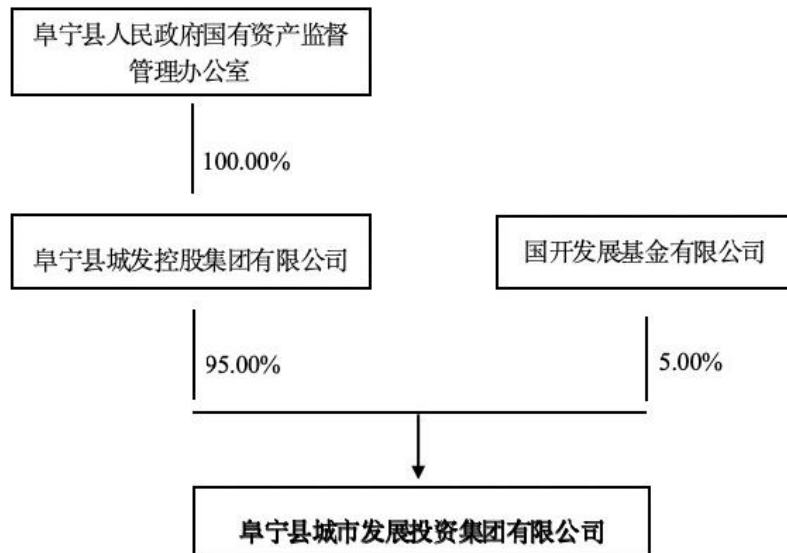 阜宁县人民政府国有资产监督
管理办公室
100.00%
阜宁县城发控股集团有限公司
国开发展基金有限公司
95.00%
5.00%
阜宁县城市发展投资集团有限公司